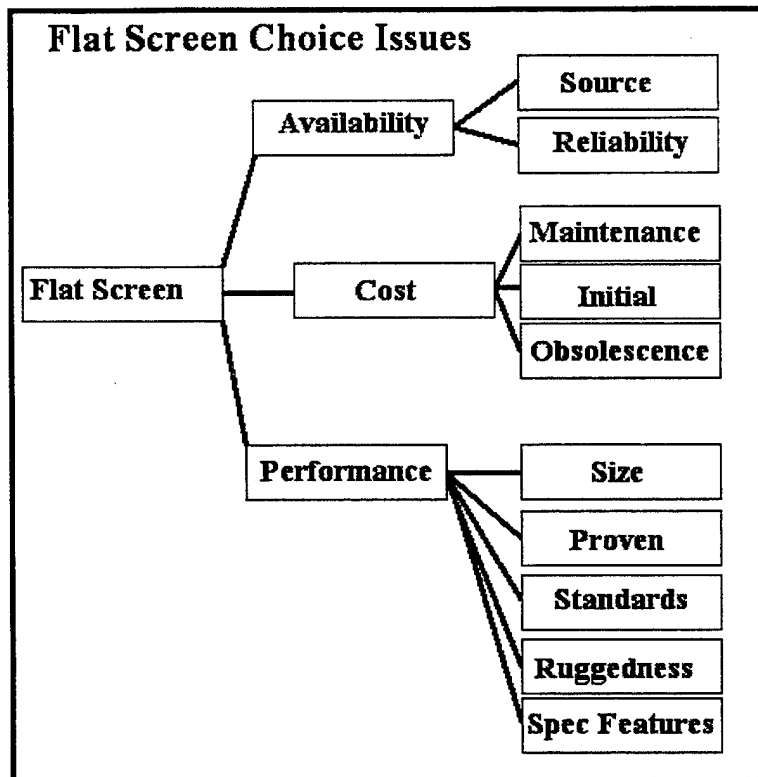 Flat Screen Choice Issues
Source
Availability
Reliability
Maintenance
Flat Screen
Cost
Initial
Obsolescence
Performance
Size
Proven
Standards
Ruggedness
Spec Features